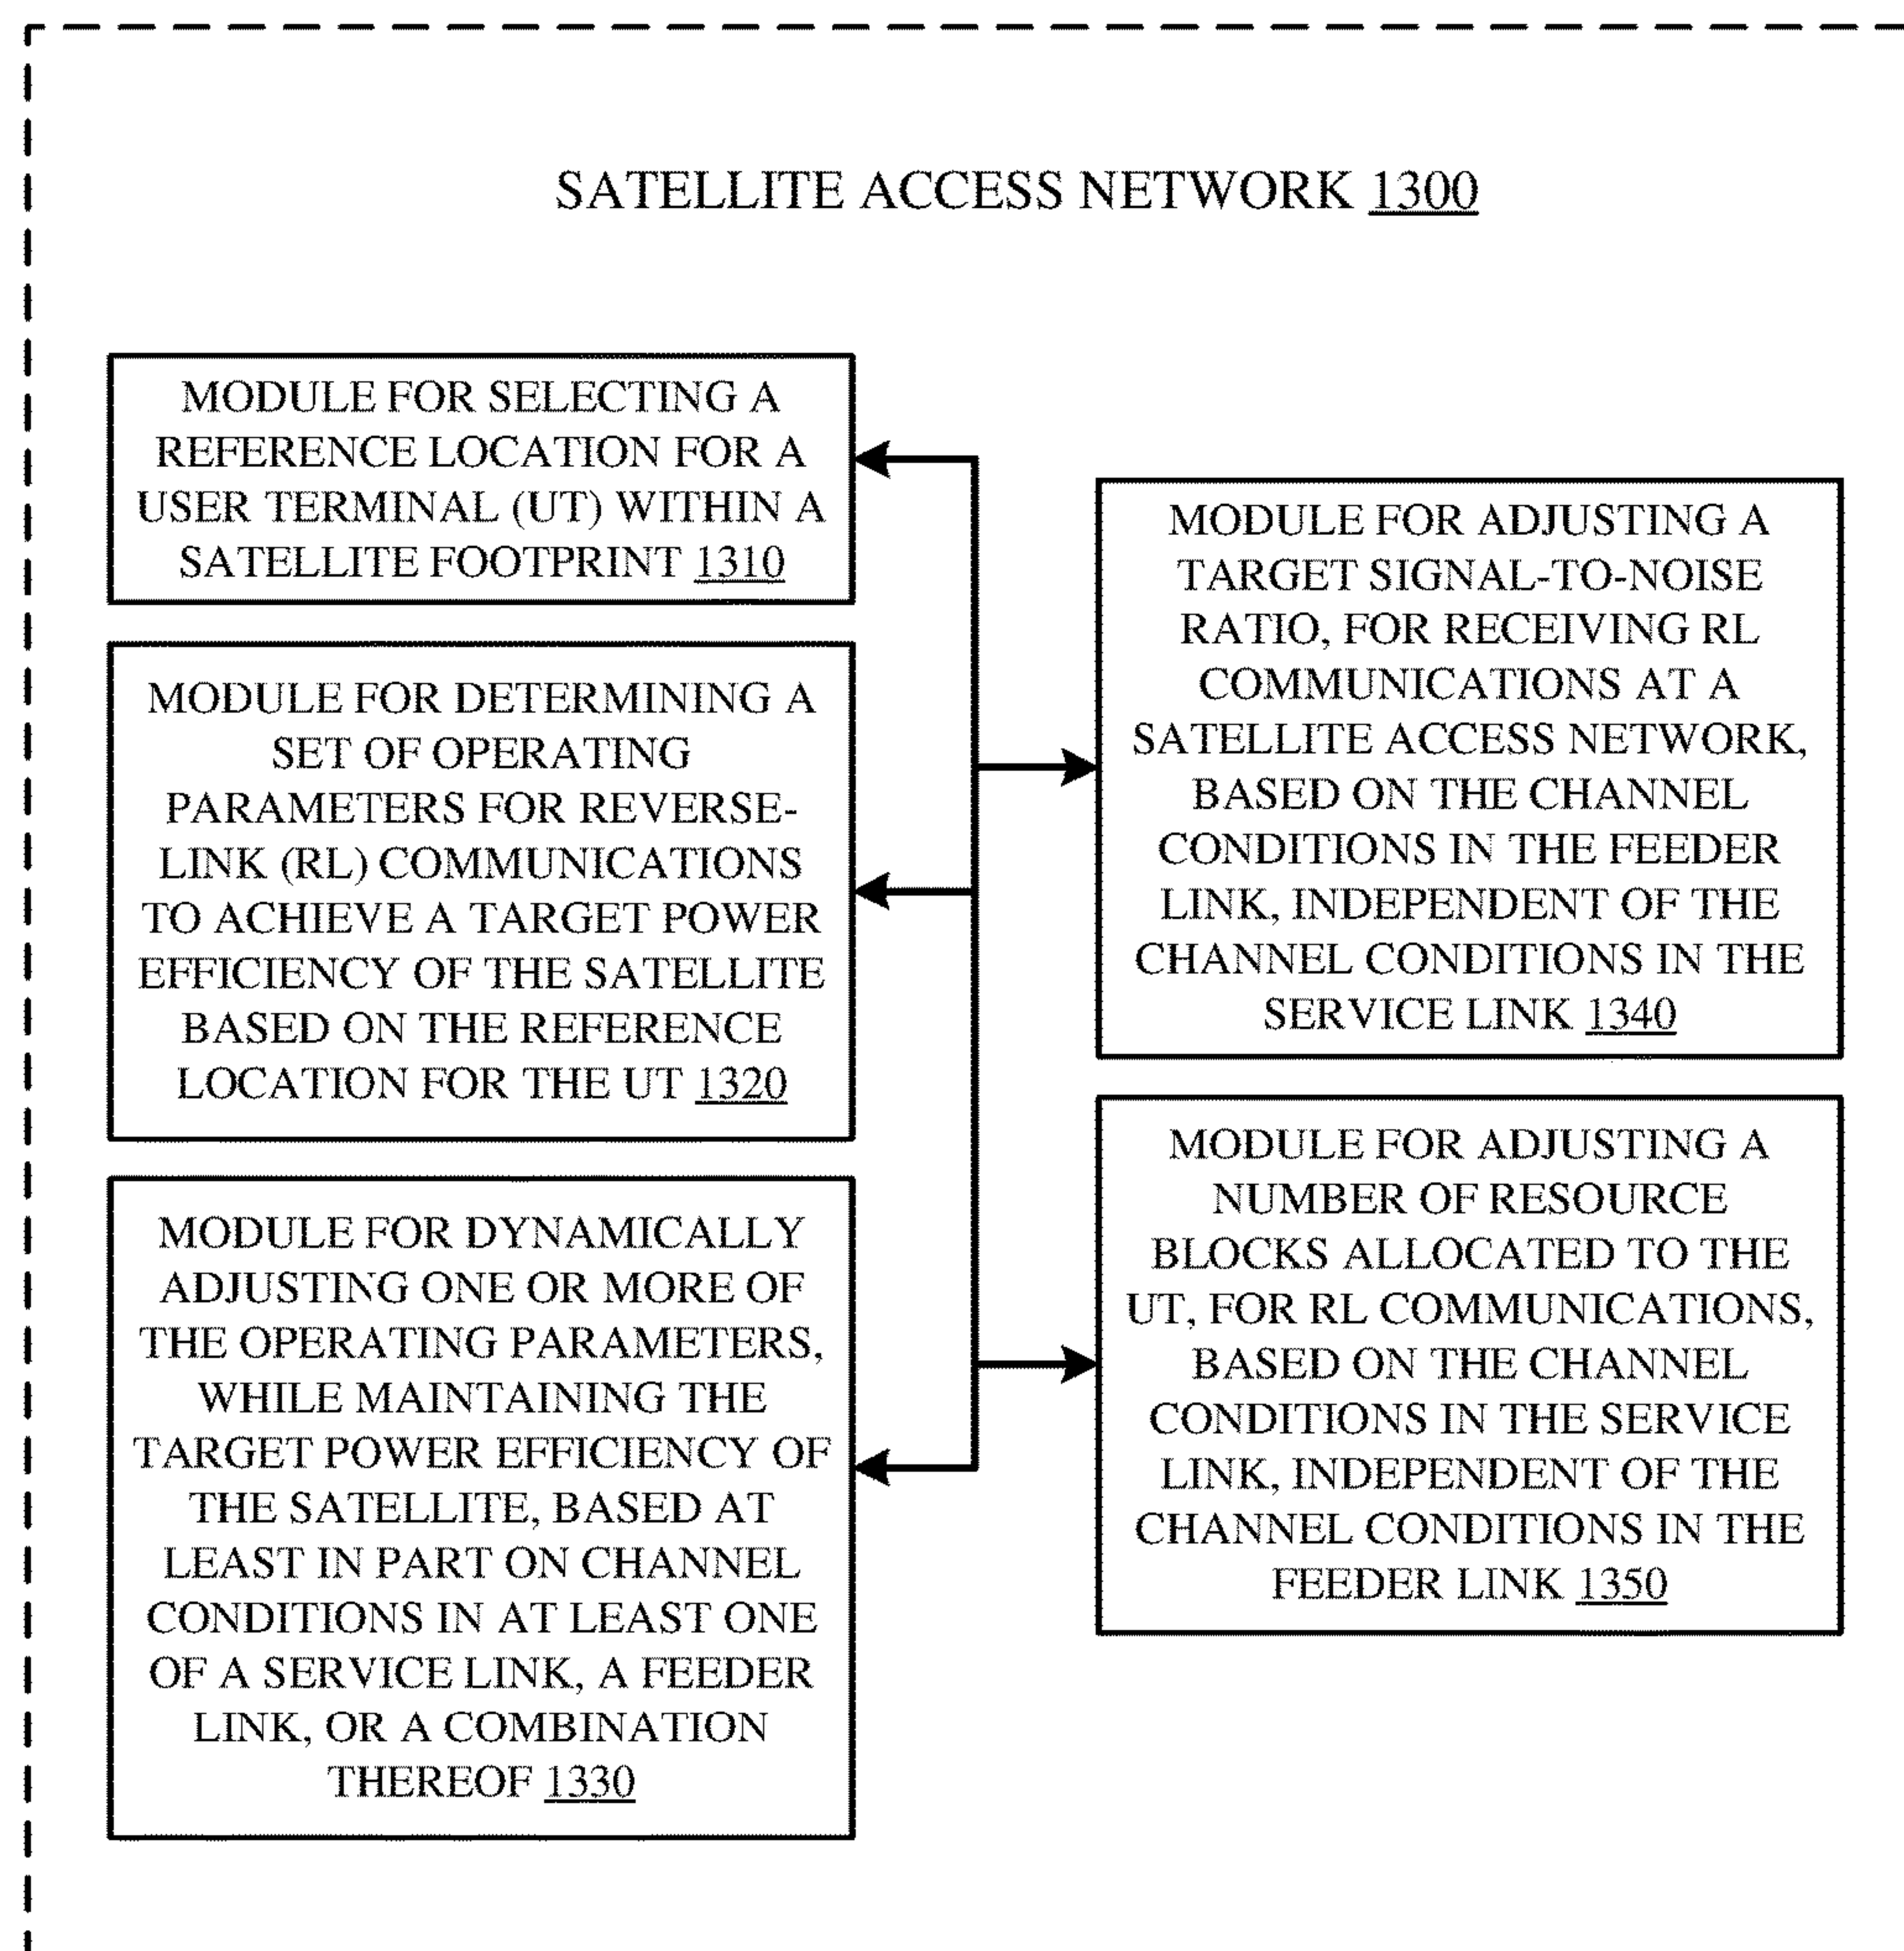 SATELLITE ACCESS NETWORK 1300
MODULE FOR SELECTING A
REFERENCE LOCATION FOR A
USER TERMINAL (UT) WITHIN A
SATELLITE FOOTPRINT 1310
MODULE FOR DETERMINING A
SET OF OPERATING
PARAMETERS FOR REVERSE-
LINK (RL) COMMUNICATIONS
TO ACHIEVE A TARGET POWER
EFFICIENCY OF THE SATELLITE
BASED ON THE REFERENCE
LOCATION FOR THE UT 1320
MODULE FOR DYNAMICALLY
ADJUSTING ONE OR MORE OF
THE OPERATING PARAMETERS,
WHILE MAINTAINING THE
TARGET POWER EFFICIENCY OF
THE SATELLITE, BASED AT
LEAST IN PART ON CHANNEL
CONDITIONS IN AT LEAST ONE
OF A SERVICE LINK, A FEEDER
LINK, OR A COMBINATION
THEREOF 1330
MODULE FOR ADJUSTING A
TARGET SIGNAL-TO-NOISE
RATIO, FOR RECEIVING RL
COMMUNICATIONS AT A
SATELLITE ACCESS NETWORK,
BASED ON THE CHANNEL
CONDITIONS IN THE FEEDER
LINK, INDEPENDENT OF THE
CHANNEL CONDITIONS IN THE
SERVICE LINK 1340
MODULE FOR ADJUSTING A
NUMBER OF RESOURCE
BLOCKS ALLOCATED TO THE
UT, FOR RL COMMUNICATIONS,
BASED ON THE CHANNEL
CONDITIONS IN THE SERVICE
LINK, INDEPENDENT OF THE
CHANNEL CONDITIONS IN THE
FEEDER LINK 1350